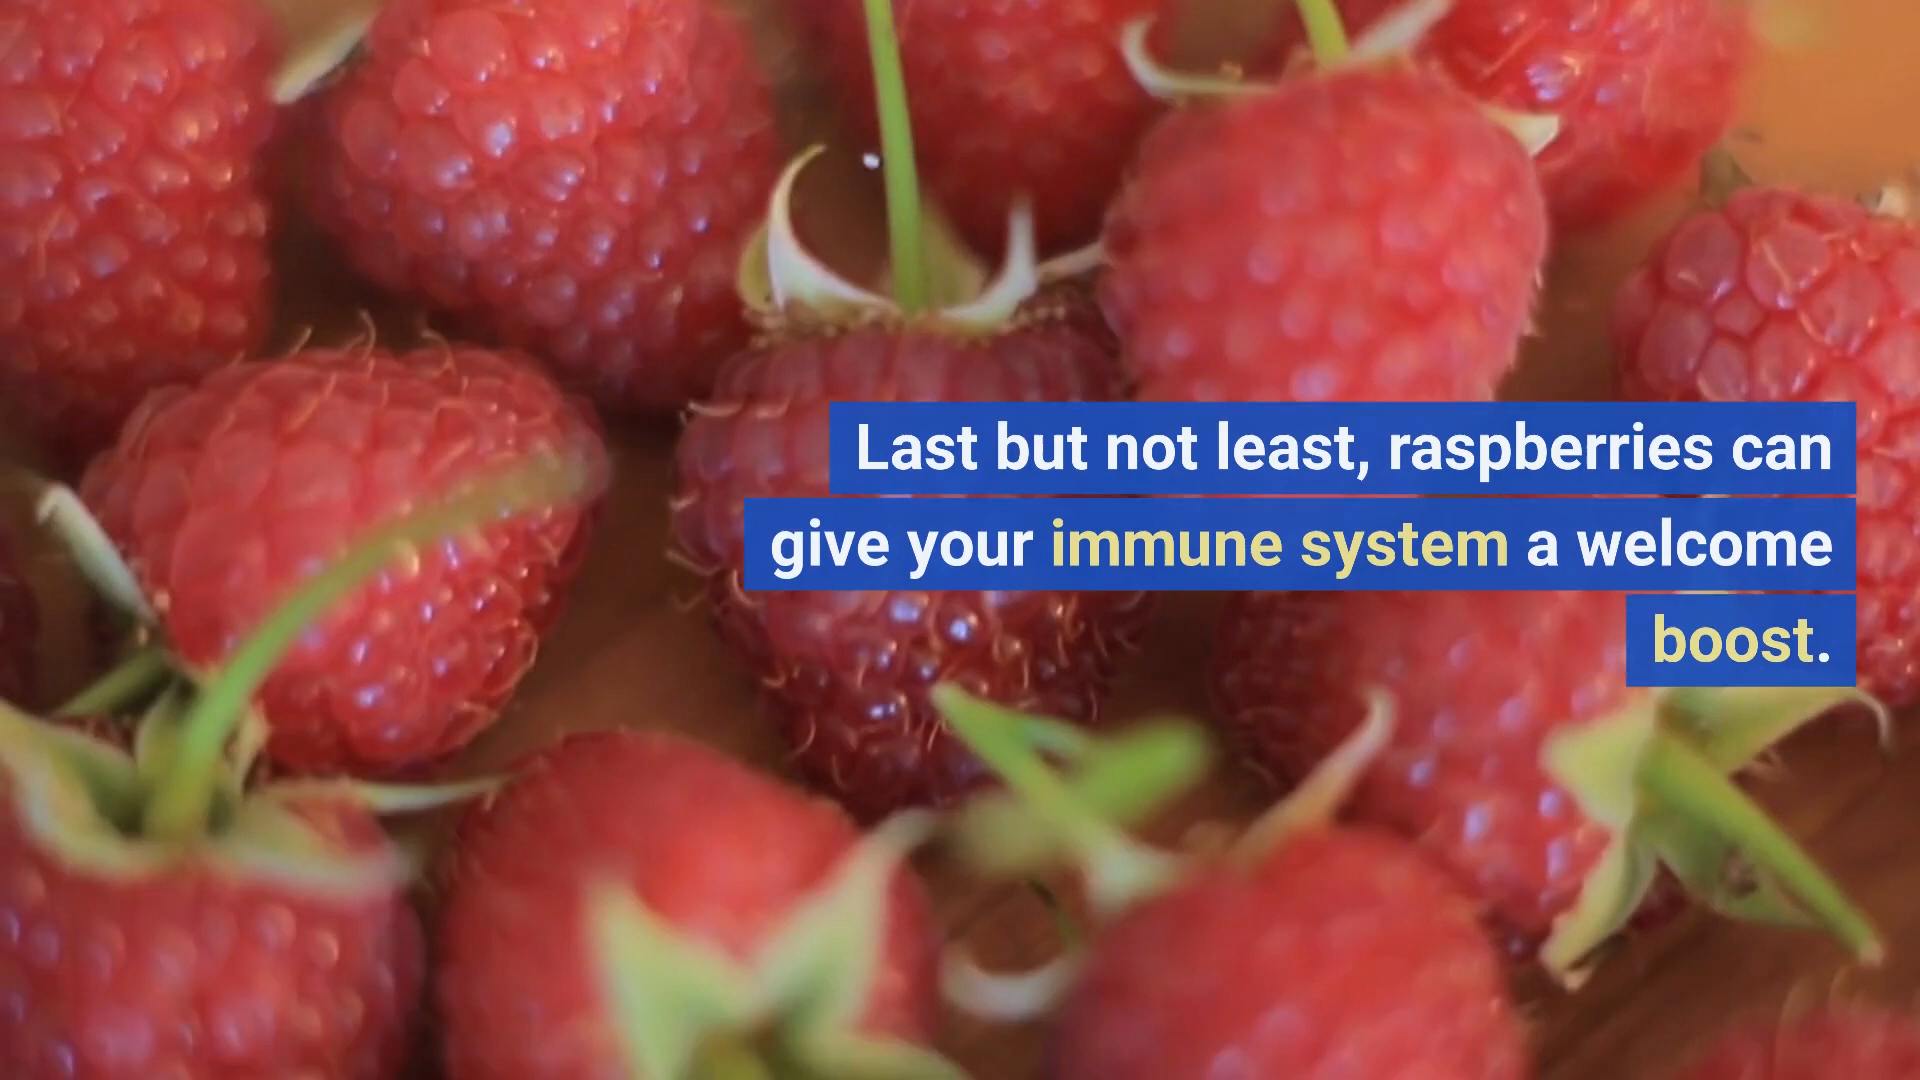 Last but not least, raspberries can
give your immune system a welcome
boost.